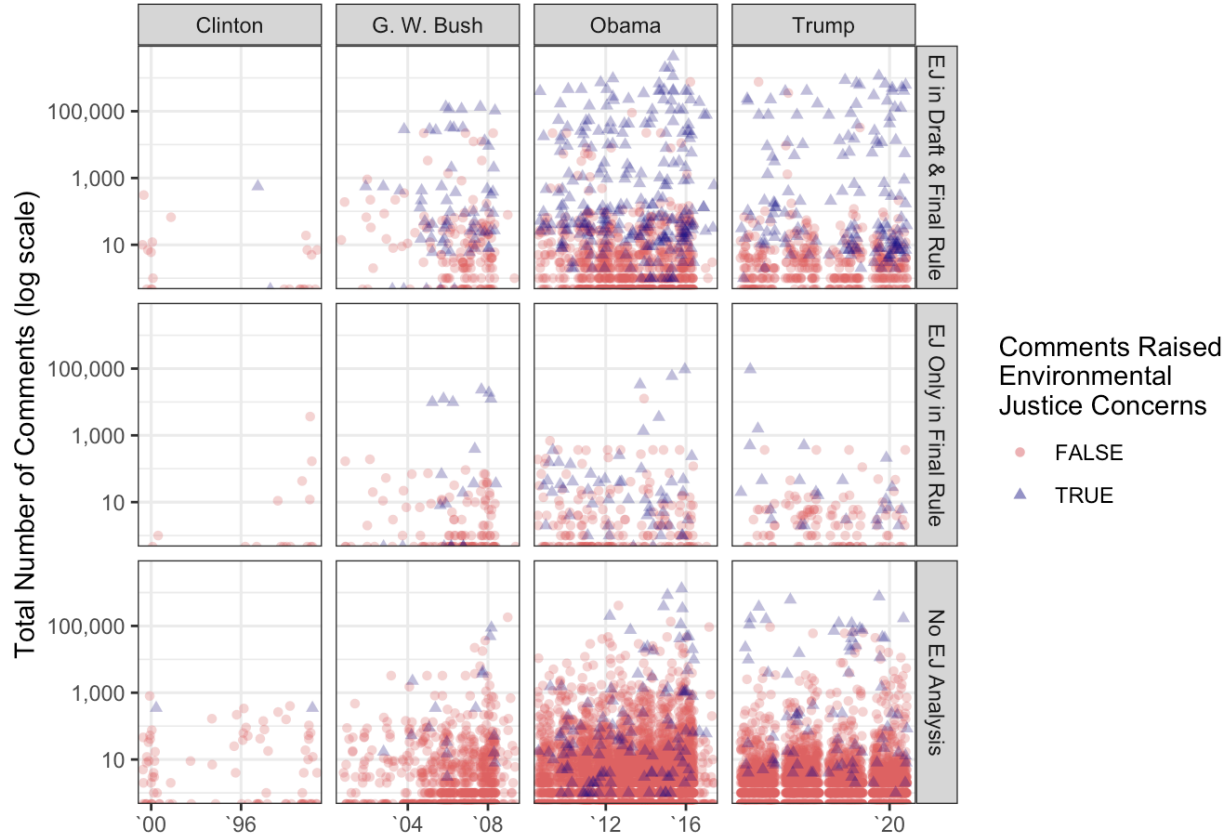 Clinton
G. W. Bush
Obama
Trump
Total Number of Comments (log scale)
100,000
1,000
10
EJ in Draft & Final Rule
100,000
1,000
10
EJ Only in Final Rule
100,000
1,000
10
No EJ Analysis
`00
`96
`04
`08
`12
`16
`20
Comments Raised
Environmental
Justice Concerns
FALSE
TRUE